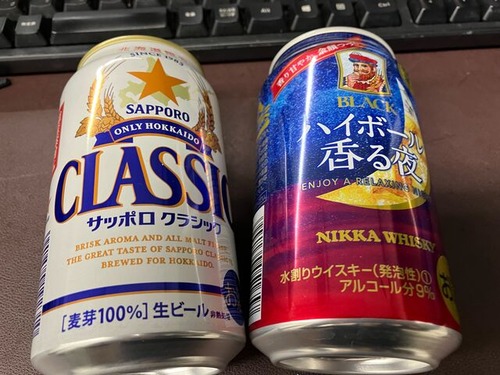 SINCE 1985
SAPPORO
ONLY HOKKAIDO
CLASSIC
サッポロ クラシック
BRISK AROMA AND ALL MALT
THE GREAT TASTE OF SAPPORO
BREWED FOR HOKKAIDO.
[麦芽100%]生ビール
BLACK
ハイボール
香る夜
ENJOY A RELAXING
NIKKA WHISKY
水割りウイスキー(発泡性)①
アルコール分9%
お